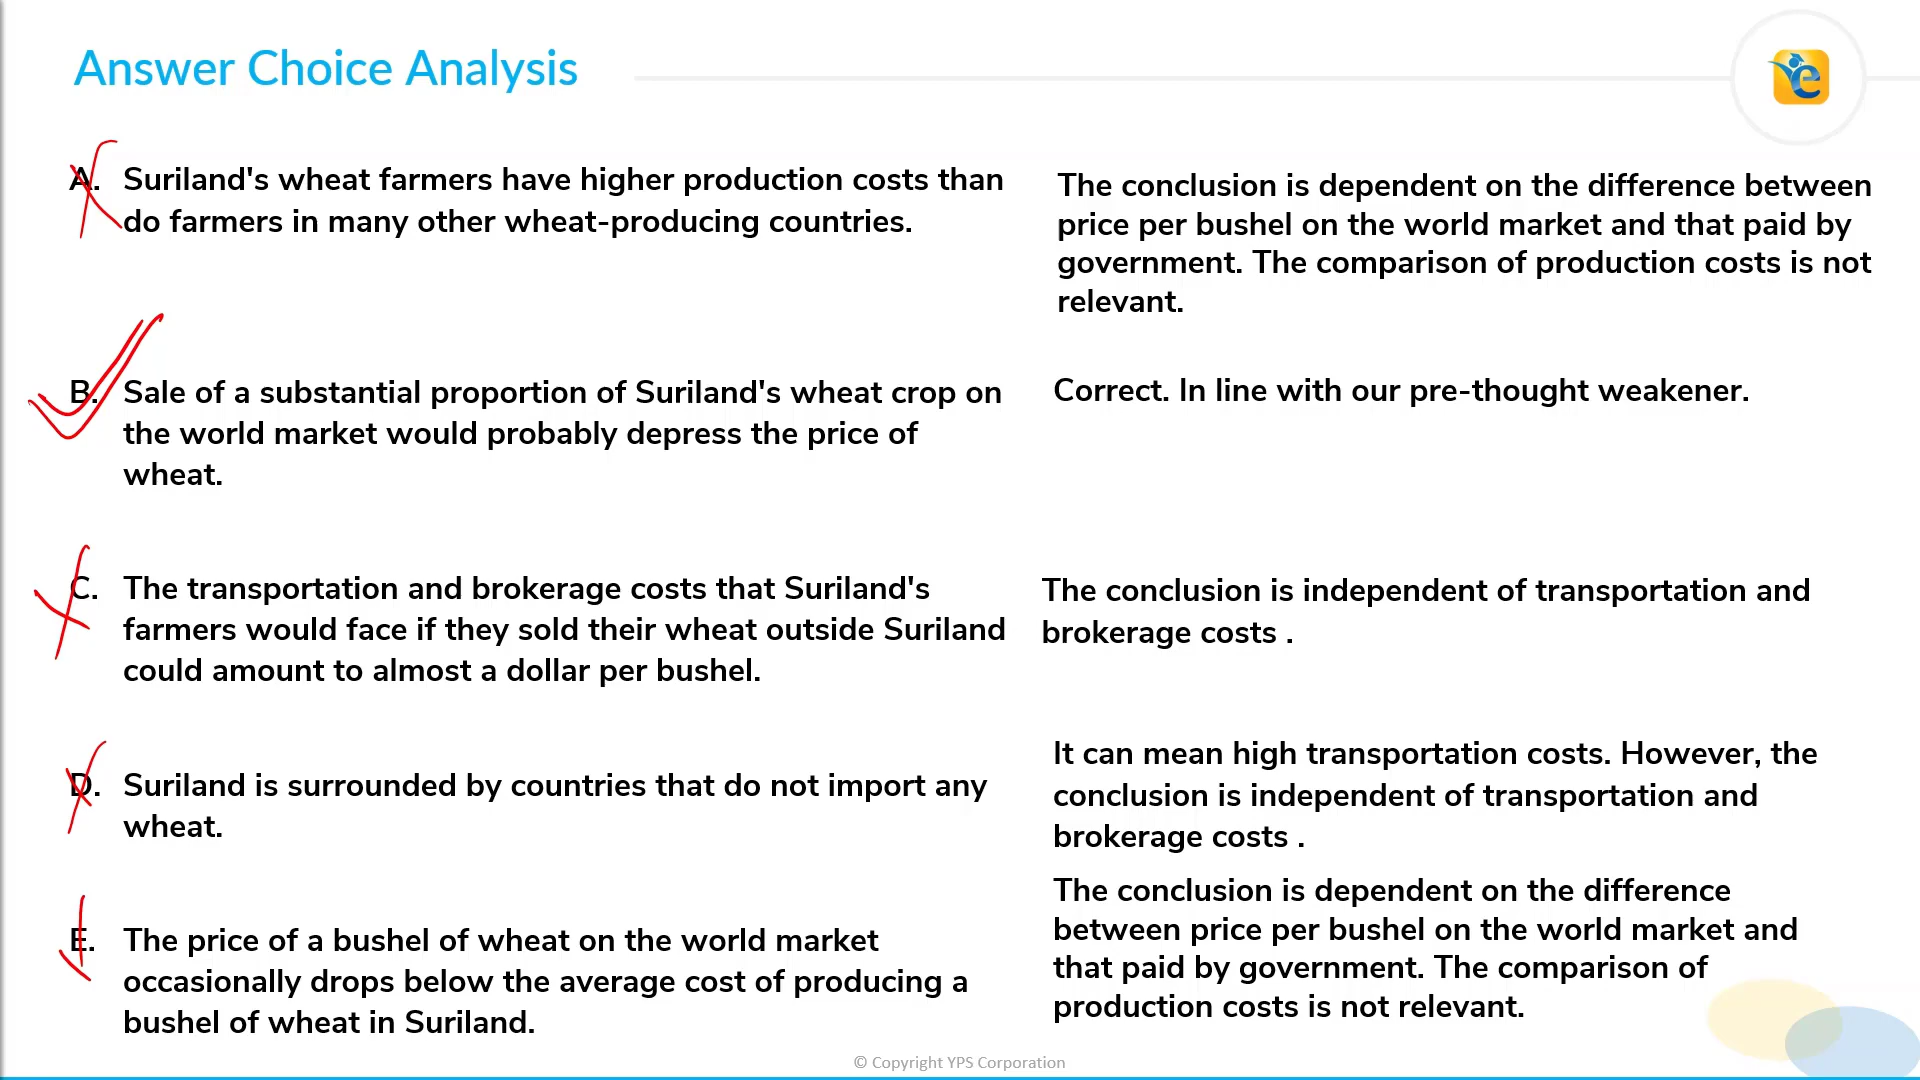 Answer Choice Analysis
A. Suriland's wheat farmers have higher production costs than
do farmers in many other wheat-producing countries.
The conclusion is dependent on the difference between
price per bushel on the world market and that paid by
government. The comparison of production costs is not
relevant.
B. Sale of a substantial proportion of Suriland's wheat crop on
the world market would probably depress the price of
wheat.
Correct. In line with our pre-thought weakener.
C. The transportation and brokerage costs that Suriland's
farmers would face if they sold their wheat outside Suriland
could amount to almost a dollar per bushel.
The conclusion is independent of transportation and
brokerage costs .
D. Suriland is surrounded by countries that do not import any
wheat.
It can mean high transportation costs. However, the
conclusion is independent of transportation and
brokerage costs .
E. The price of a bushel of wheat on the world market
occasionally drops below the average cost of producing a
bushel of wheat in Suriland.
The conclusion is dependent on the difference
between price per bushel on the world market and
that paid by government. The comparison of
production costs is not relevant.
© Copyright YPS Corporation